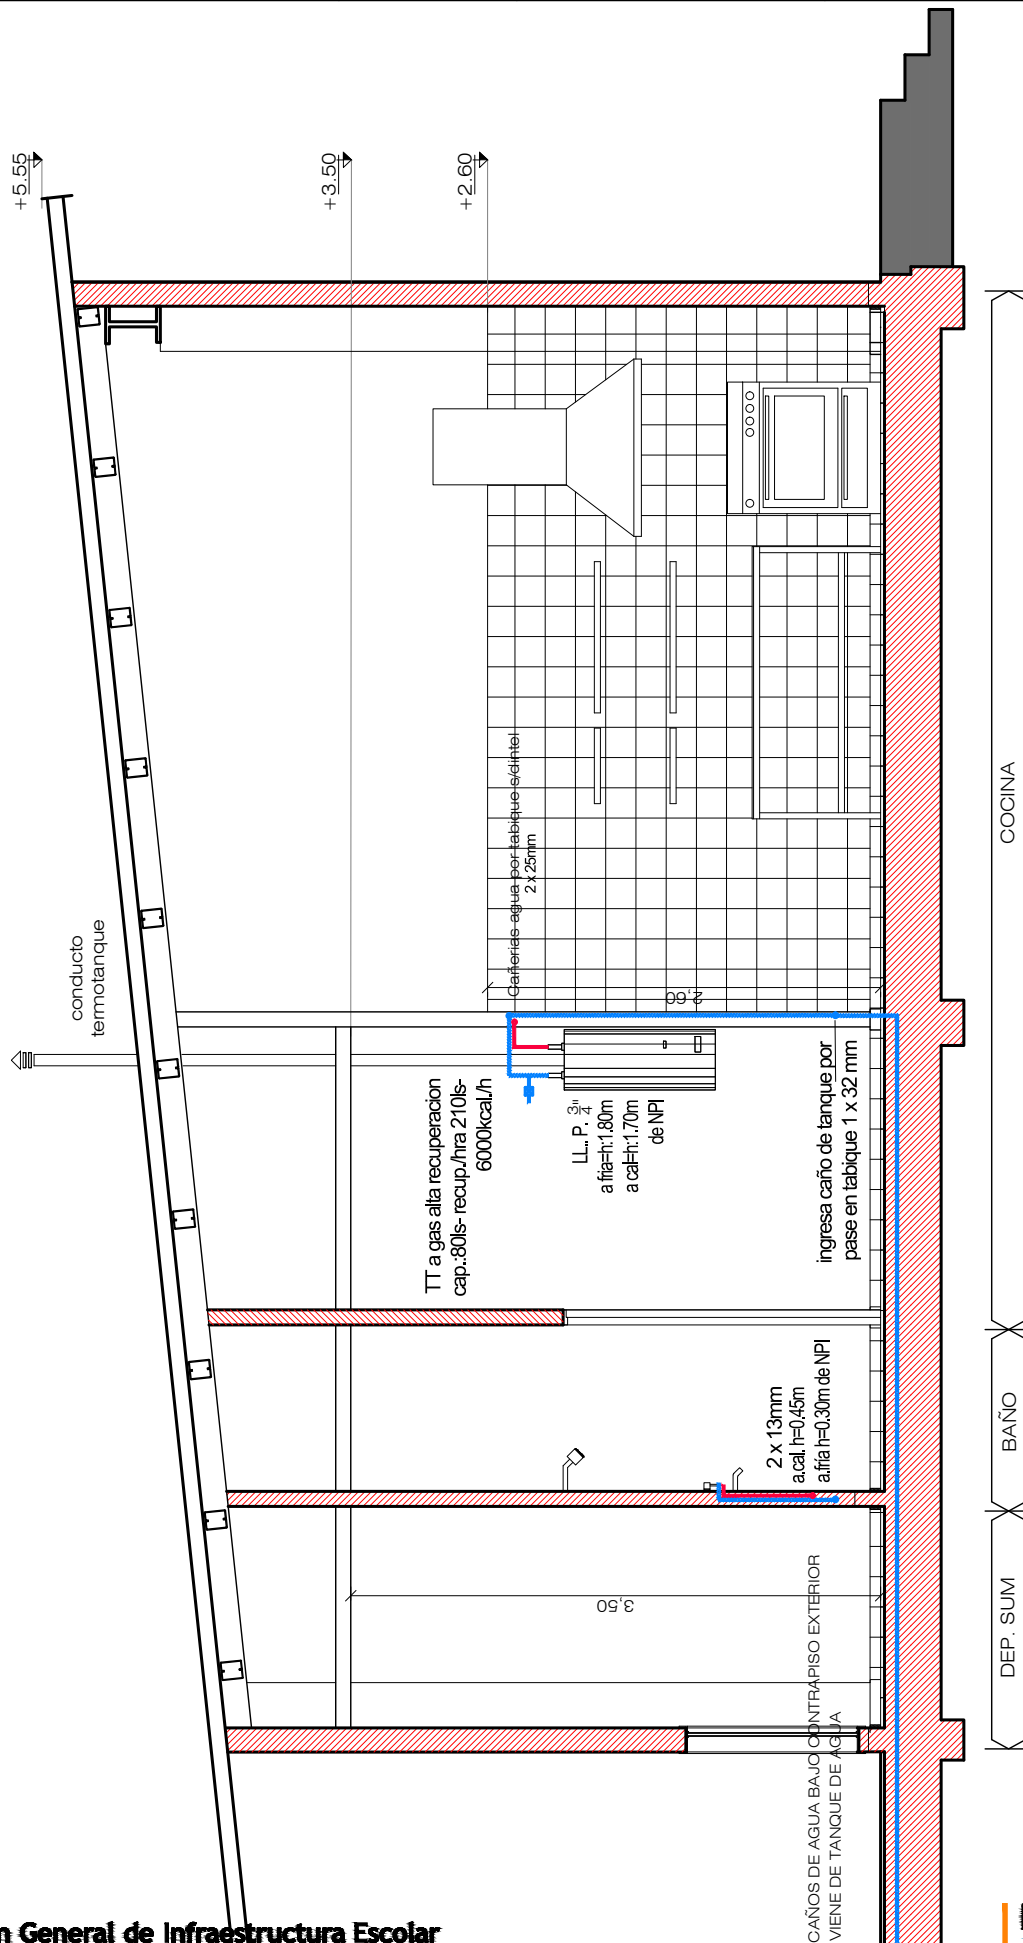 +5.55
+3.50
+2.60
conducto
termotanque
Cañerias agua por tabique s/dintel
2 x 25mm
2,60
TT a gas alta recuperacion
cap.:80ls- recup./hra 210ls-
6000kcal./h
LL.. P. 3"/4
a fria=h:1.80m
a cal=h:1.70m
de NPI
ingresa caño de tanque por
pase en tabique 1 x 32 mm
2 x 13mm
a.cal. h=0.45m
a.fria h=0.30m de NPI
3,50
CAÑOS DE AGUA BAJO CONTRAPISO EXTERIOR
VIENE DE TANQUE DE AGUA
COCINA
BAÑO
DEP. SUM
n General de Infraestructura Escolar